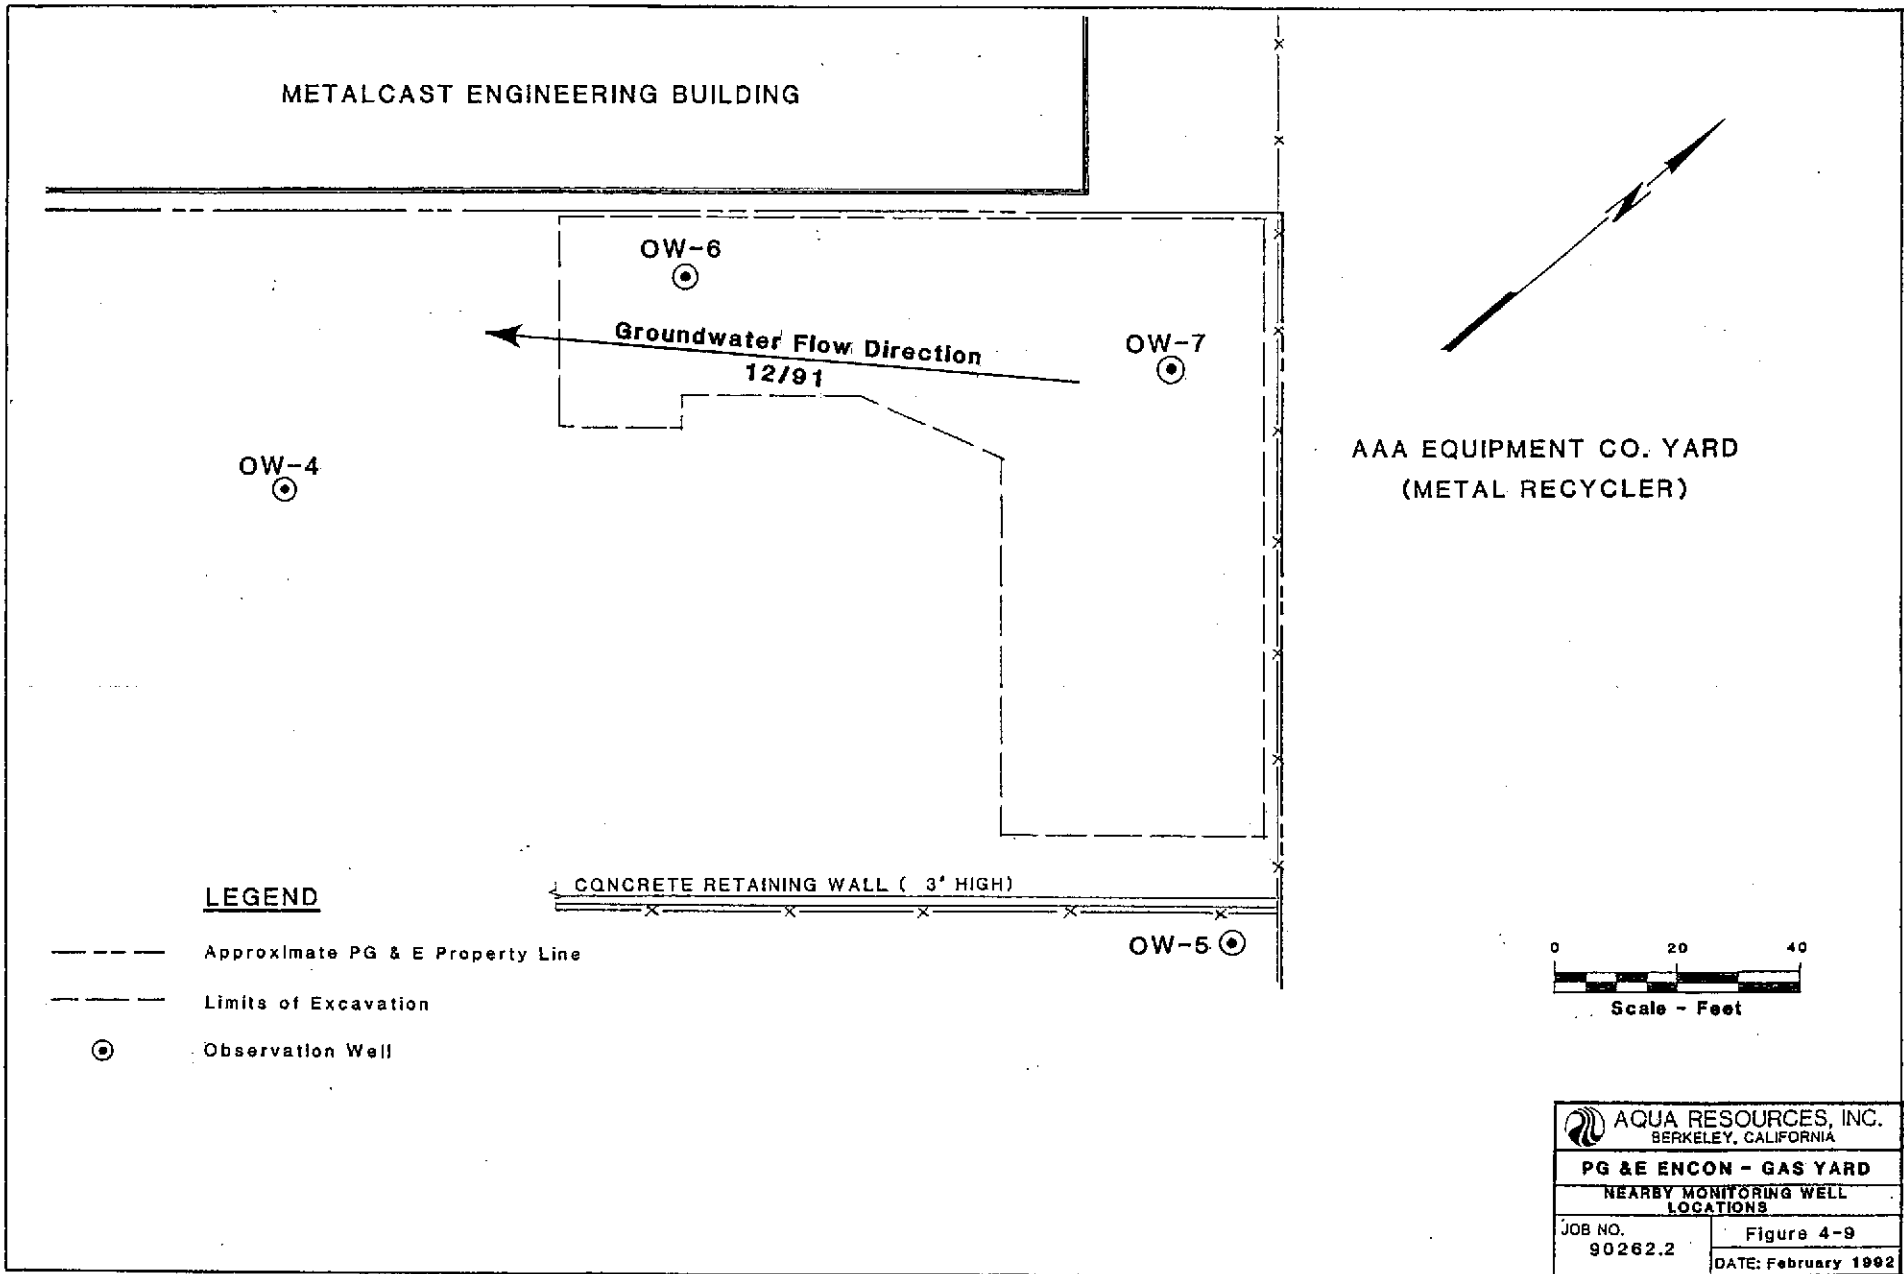 METALCAST ENGINEERING BUILDING
N
OW-6
Groundwater Flow Direction
12/91
OW-7
OW-4
AAA EQUIPMENT CO. YARD
(METAL RECYCLER)
CONCRETE RETAINING WALL ( 3' HIGH)
OW-5
LEGEND
Approximate PG & E Property Line
Limits of Excavation
Observation Well
0 20 40
Scale - Feet
AQUA RESOURCES, INC.
BERKELEY, CALIFORNIA
PG &E ENCON - GAS YARD
NEARBY MONITORING WELL
LOCATIONS
JOB NO.
90262.2
Figure 4-9
DATE: February 1992